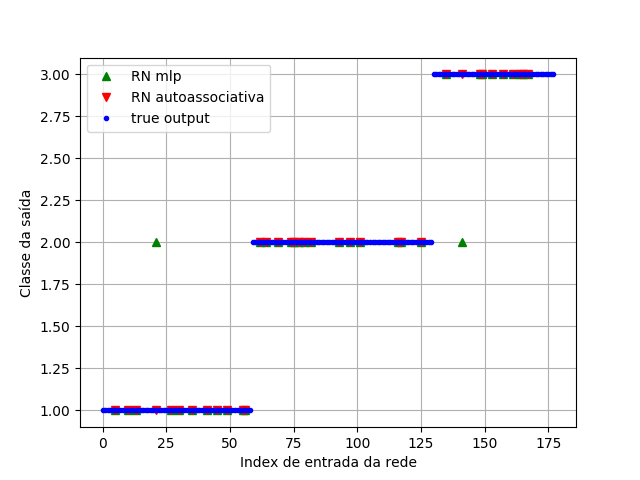 RN mlp
RN autoassociativa
true output
Classe da saída
3.00
2.75
2.50
2.25
2.00
1.75
1.50
1.25
1.00
0 25 50 75 100 125 150 175
Index de entrada da rede